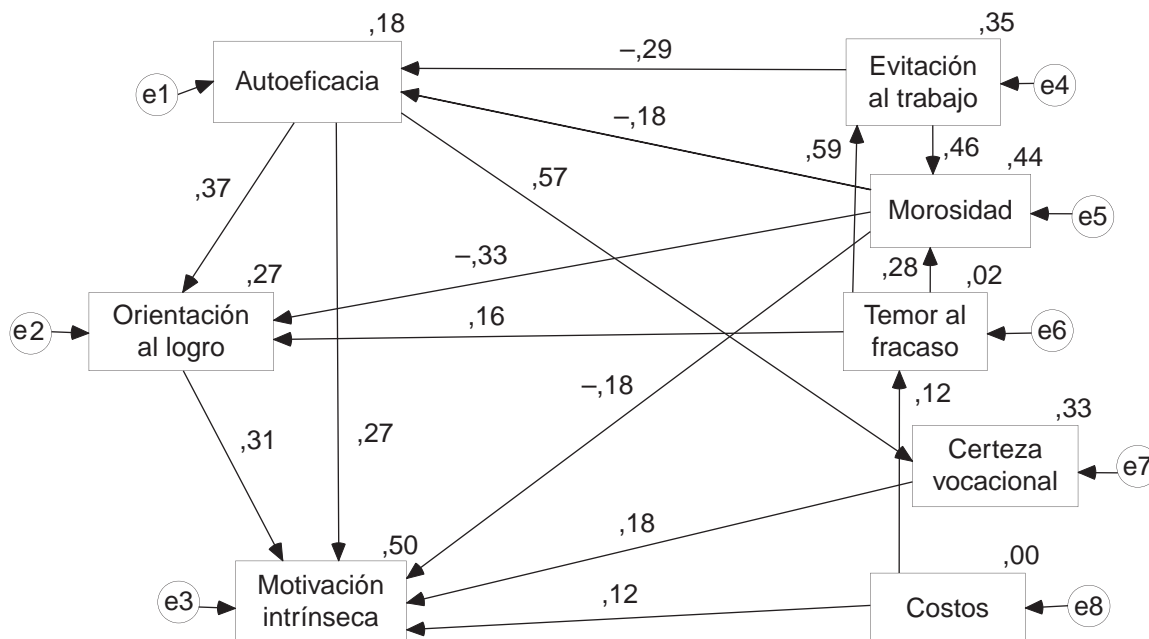 ,18
,35
Autoeficacia
–,29
Evitación
al trabajo
e1
e4
–,18
,59
,46
,44
,37
,57
Morosidad
e5
–,33
,27
,28
,02
Orientación
al logro
e2
,16
Temor al
fracaso
e6
–,18
,12
,33
,31
,27
Certeza
vocacional
e7
,18
,50
,00
Motivación
intrínseca
e3
,12
Costos
e8